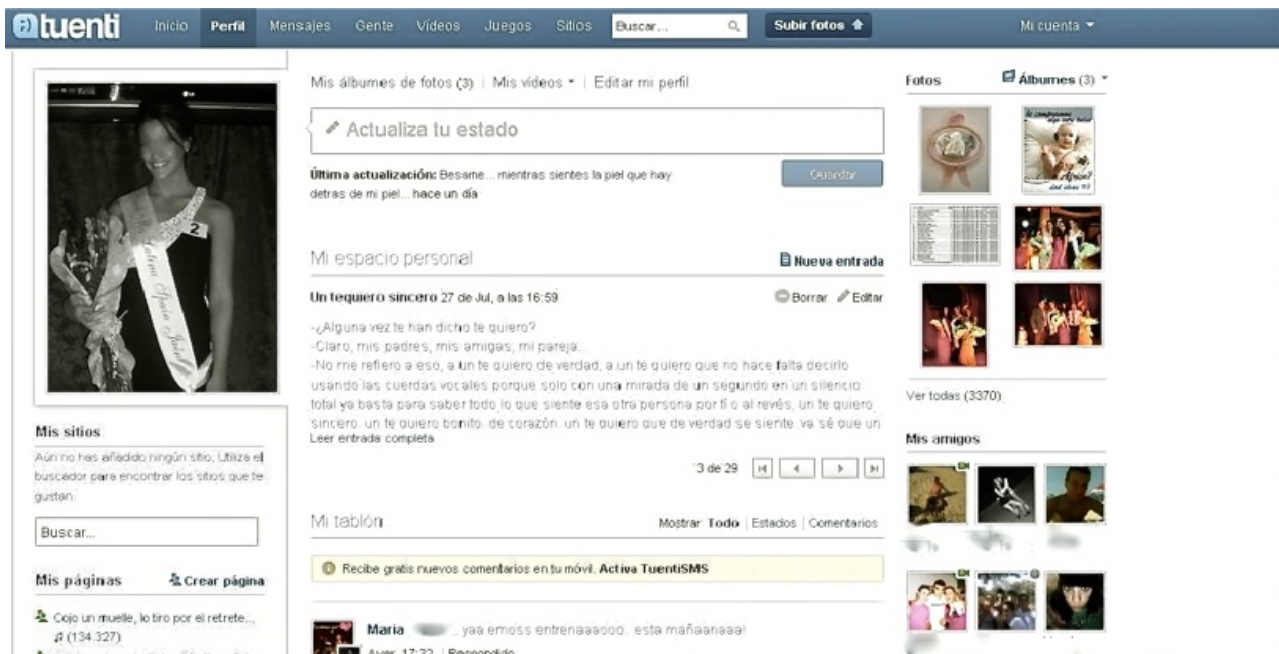 tuenti
Inicio Perfil Mensajes Gente Vídeos Juegos Sitios Buscar... Subir fotos Mi cuenta
Mis álbumes de fotos (3) | Mis vídeos | Editar mi perfil
Actualiza tu estado
Última actualización: Besame... mientras sientes la piel que hay
detras de mi piel... hace un día
Guardar
Mi espacio personal
Nueva entrada
Un tequiero sincero 27 de Jul, a las 16:59
Borrar Editar
-¿Alguna vez te han dicho te quiero?
-Claro, mis padres, mis amigas, mi pareja...
-No me refiero a eso, a un te quiero de verdad, a un te quiero que no hace falta decirlo
usando las cuerdas vocales porque solo con una mirada de un segundo en un silencio
total ya basta para saber todo lo que siente esa otra persona por tí o al revés, un te quiero
sincero, un te quiero bonito, de corazón, un te quiero que de verdad se siente, ya sé que un
Leer entrada completa
3 de 29
Mi tablón
Mostrar Todo | Estados | Comentarios
Recibe gratis nuevos comentarios en tu móvil. Activa TuentiSMS
Maria yaa emoss entrenaaaooo.. esta mañaanaaa!
Ayer, 17:32 | Respondido
2
Mis sitios
Aún no has añadido ningún sitio. Utiliza el
buscador para encontrar los sitios que te
gustan.
Buscar...
Mis páginas Crear página
Cojo un muelle, lo tiro por el retrete...
(134.327)
Fotos Álbumes (3)
Ver todas (3370)
Mis amigos